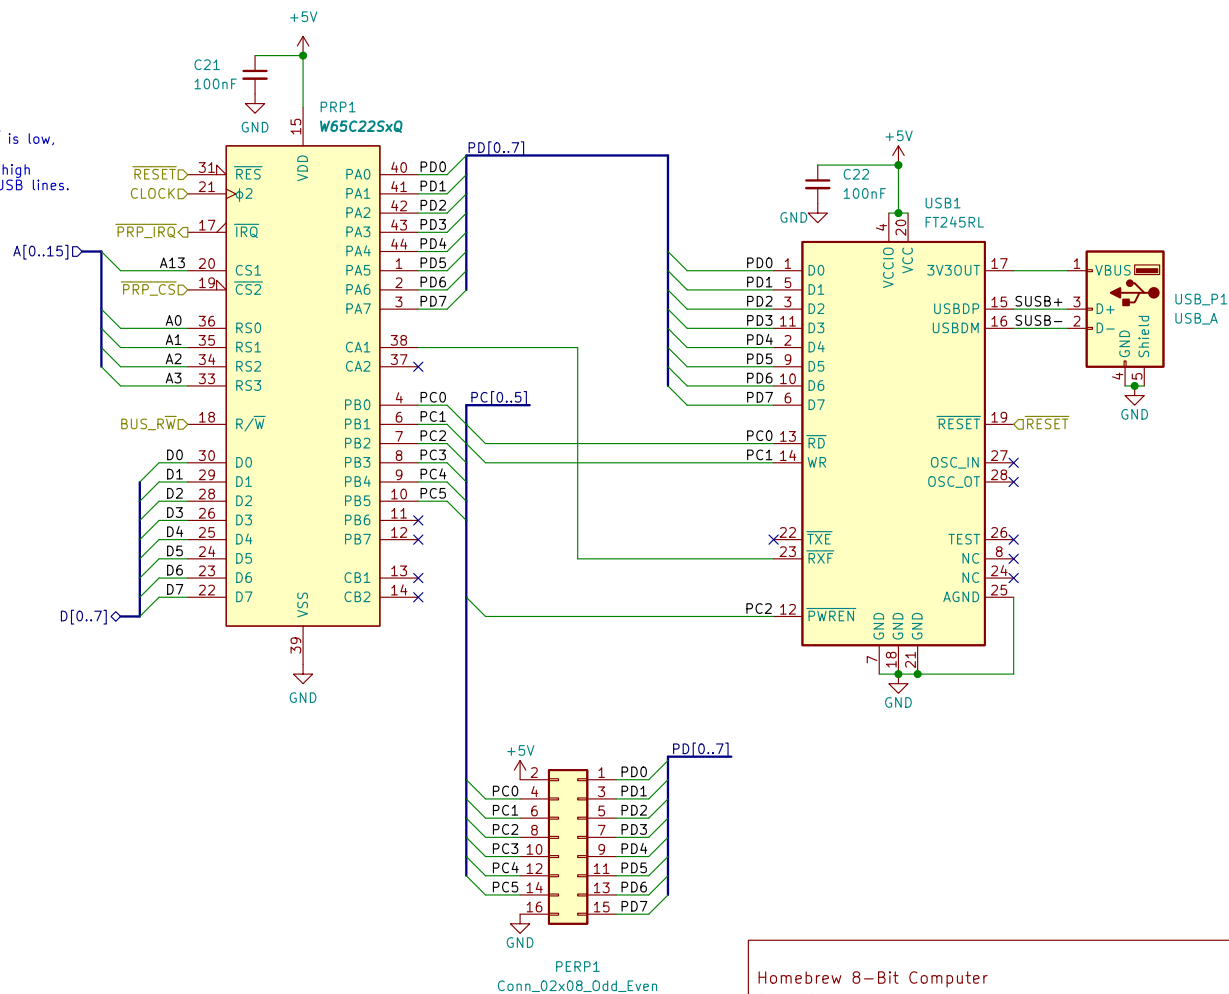 +5V
C21
100nF
GND
PRP1
W65C22SxQ
is low,
high
USB lines.
15
VDD
RESET 31 RES
CLOCK 21 ϕ2
PRP_IRQ 17 IRQ
A[0..15]
A13 20 CS1
PRP_CS 19 CS2
A0 36 RS0
A1 35 RS1
A2 34 RS2
A3 33 RS3
BUS_RW 18 R/W
D0 30 D0
D1 29 D1
D2 28 D2
D3 26 D3
D4 25 D4
D5 24 D5
D6 23 D6
D7 22 D7
D[0..7]
VSS
39
GND
PA0 40 PD0
PA1 41 PD1
PA2 42 PD2
PA3 43 PD3
PA4 44 PD4
PA5 1 PD5
PA6 2 PD6
PA7 3 PD7
CA1 38
CA2 37
PB0 4 PC0
PB1 6 PC1
PB2 7 PC2
PB3 8 PC3
PB4 9 PC4
PB5 10 PC5
PB6 11
PB7 12
CB1 13
CB2 14
PD[0..7]
PC[0..5]
+5V
C22
100nF
GND
USB1
FT245RL
4
20
VCCIO
VCC
PD0 1 D0
PD1 5 D1
PD2 3 D2
PD3 11 D3
PD4 2 D4
PD5 9 D5
PD6 10 D6
PD7 6 D7
PC0 13 RD
PC1 14 WR
22 TXE
23 RXF
PC2 12 PWREN
3V3OUT 17
USBDP 15 SUSB+
USBDM 16 SUSB-
RESET 19 RESET
OSC_IN 27
OSC_OT 28
TEST 26
NC 8
NC 24
AGND 25
GND
GND
GND
7
18
21
GND
1 VBUS
3 D+
2 D-
GND
Shield
4
5
GND
USB_P1
USB_A
+5V
PD[0..7]
2
1 PD0
PC0 4
3 PD1
PC1 6
5 PD2
PC2 8
7 PD3
PC3 10
9 PD4
PC4 12
11 PD5
PC5 14
13 PD6
16
15 PD7
GND
PERP1
Conn_02x08_Odd_Even
Homebrew 8-Bit Computer